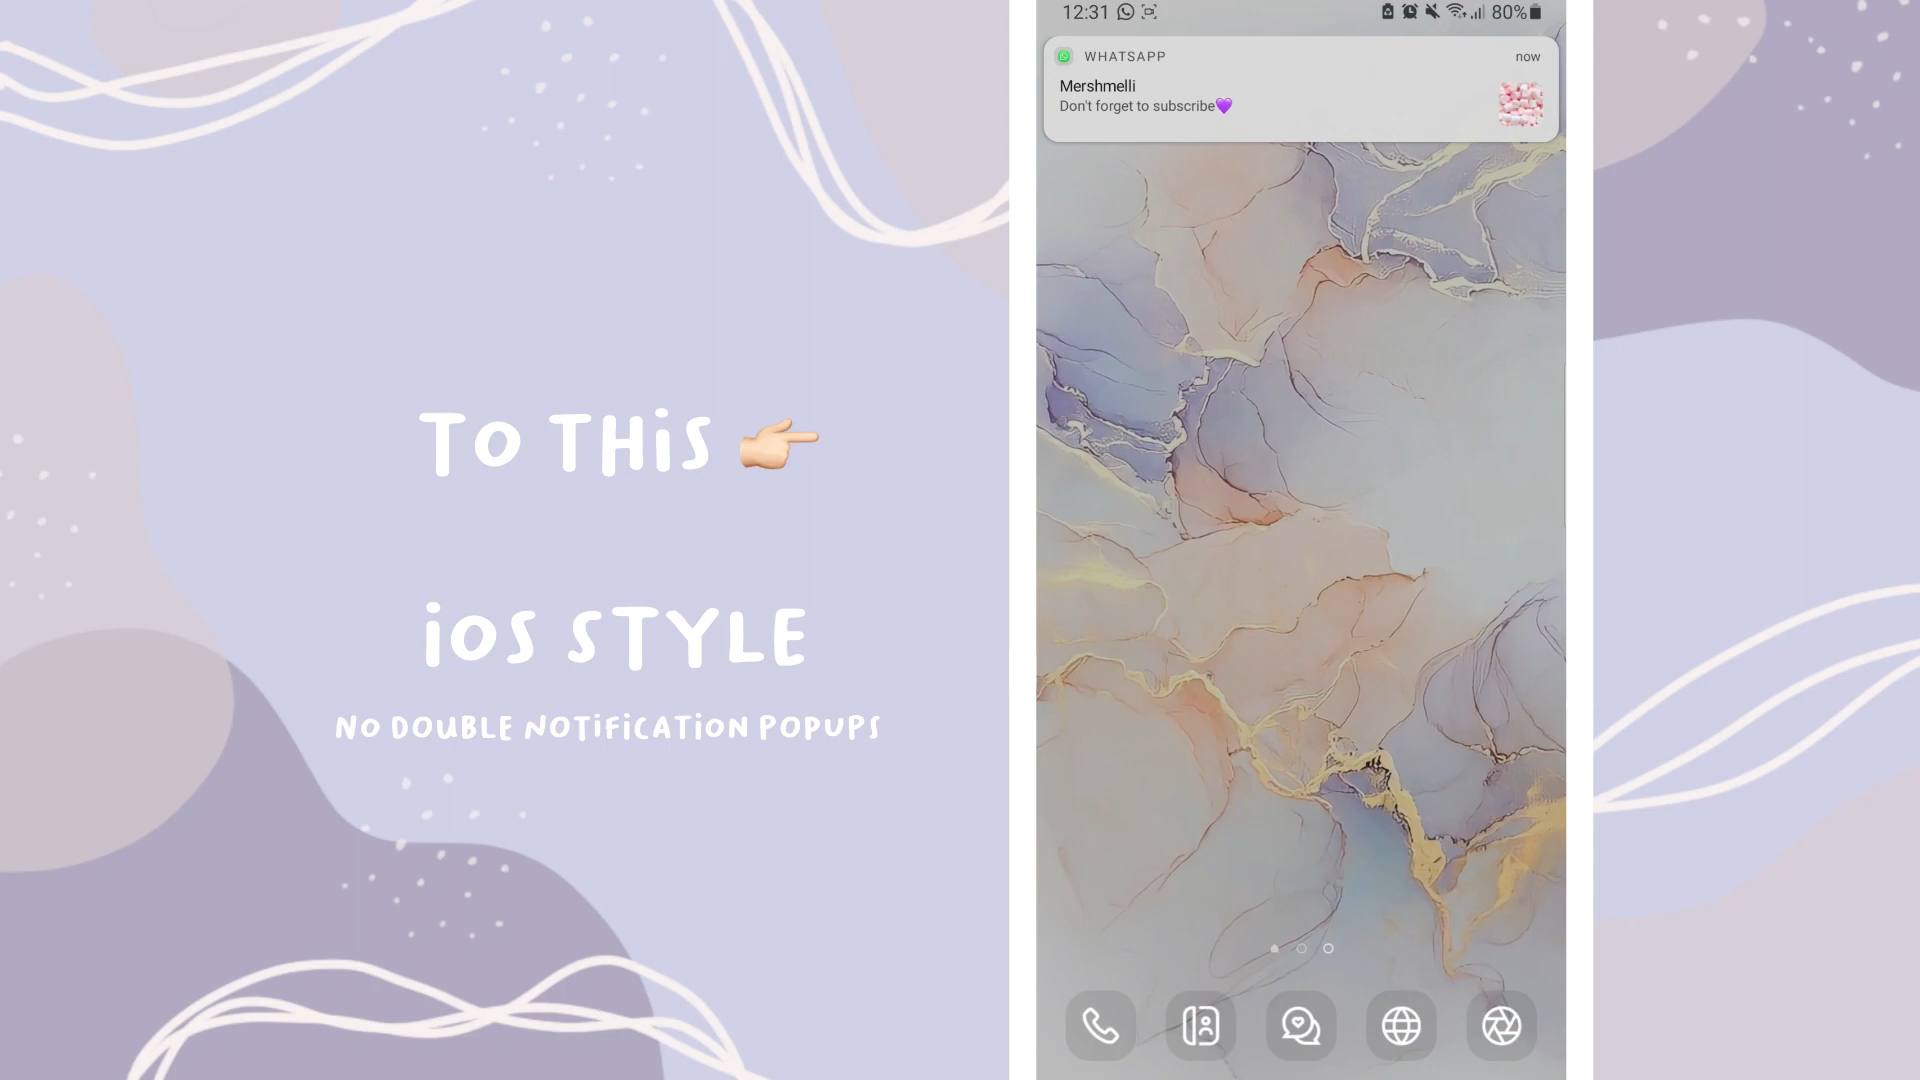 TO THIS 👉🏻
iOS STYLE
NO DOUBLE NOTIFICATION POPUPS
12:31
80%
WHATSAPP
now
Mershmelli
Don't forget to subscribe💜